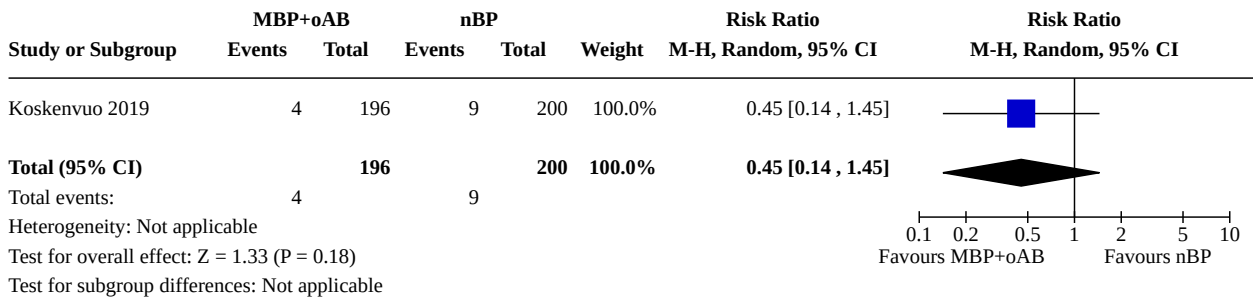 MBP+oAB nBP Risk Ratio Risk Ratio
Study or Subgroup Events Total Events Total Weight M-H, Random, 95% CI M-H, Random, 95% CI
Koskenvuo 2019 4 196 9 200 100.0% 0.45 [0.14 , 1.45]
Total (95% CI) 196 200 100.0% 0.45 [0.14 , 1.45]
Total events: 4 9
Heterogeneity: Not applicable
Test for overall effect: Z = 1.33 (P = 0.18)
Test for subgroup differences: Not applicable
0.1 0.2 0.5 1 2 5 10
Favours MBP+oAB Favours nBP